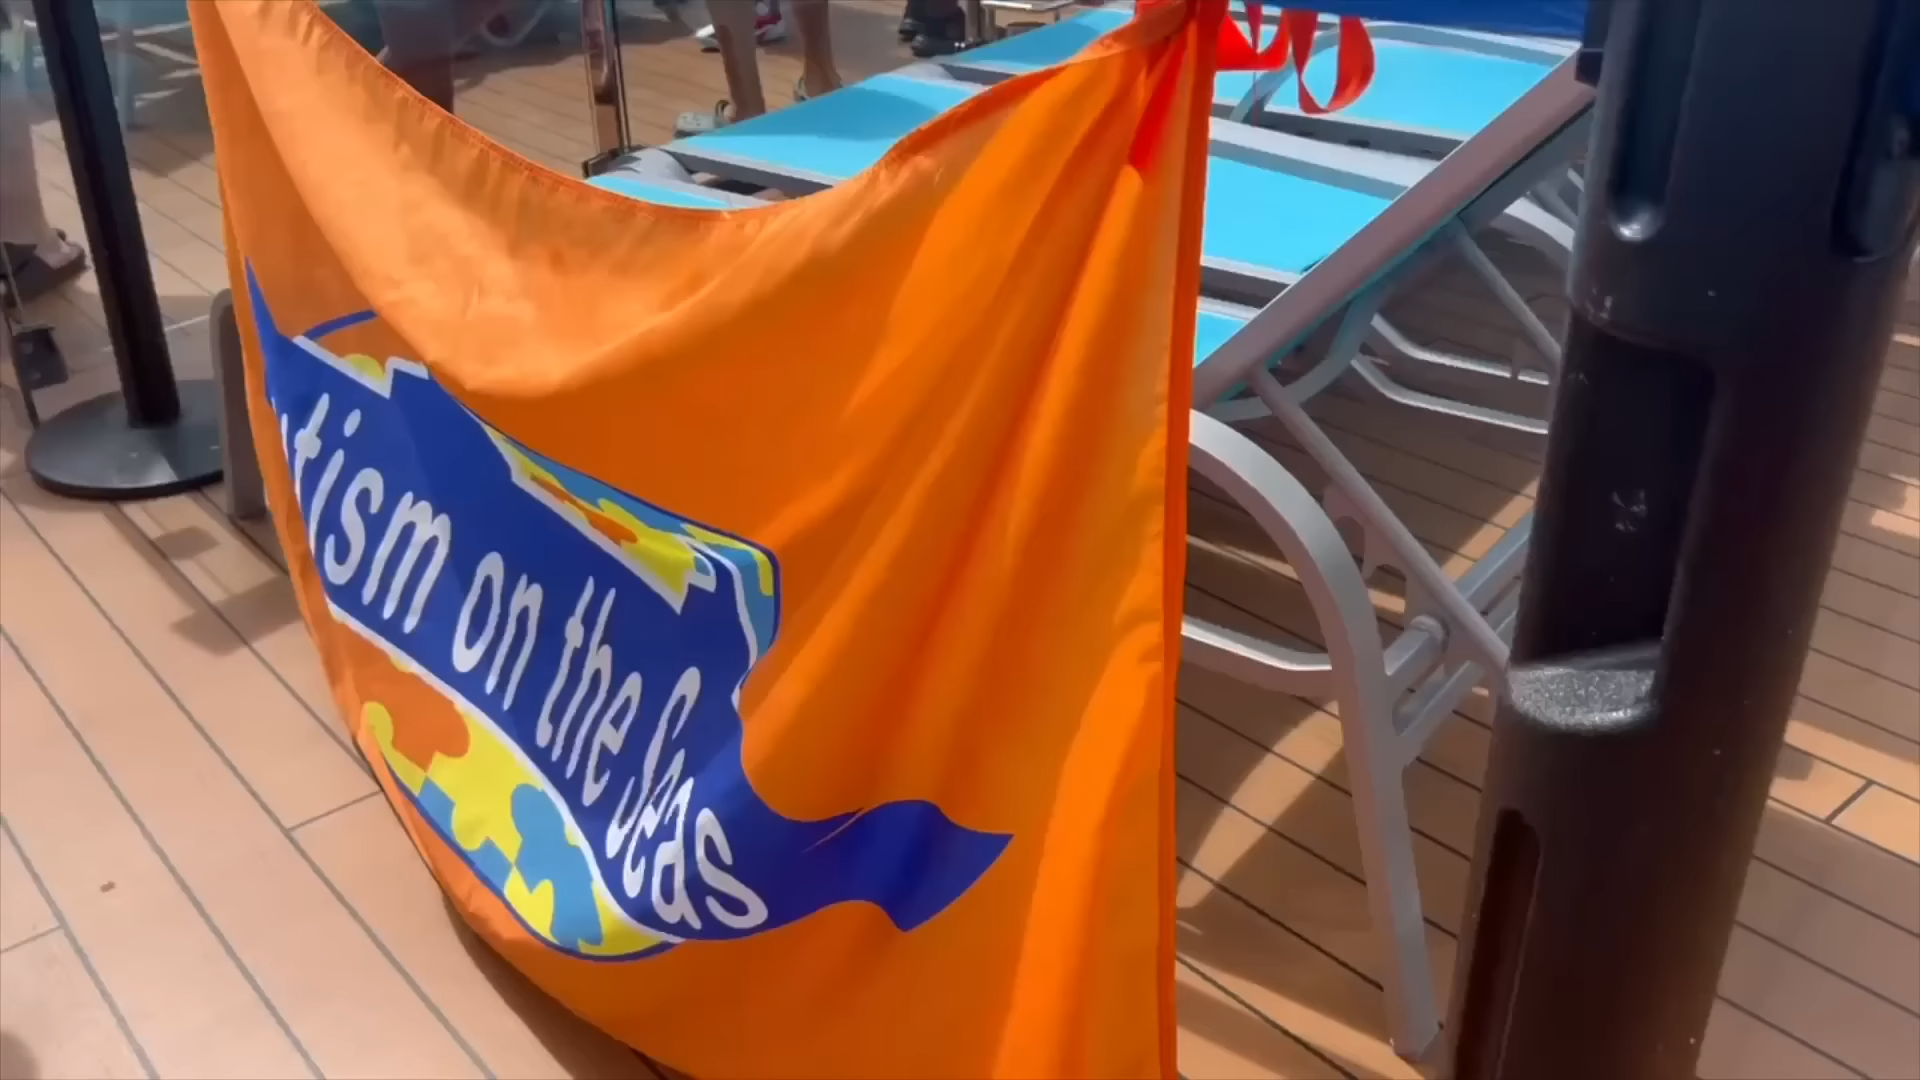 utism on the Seas